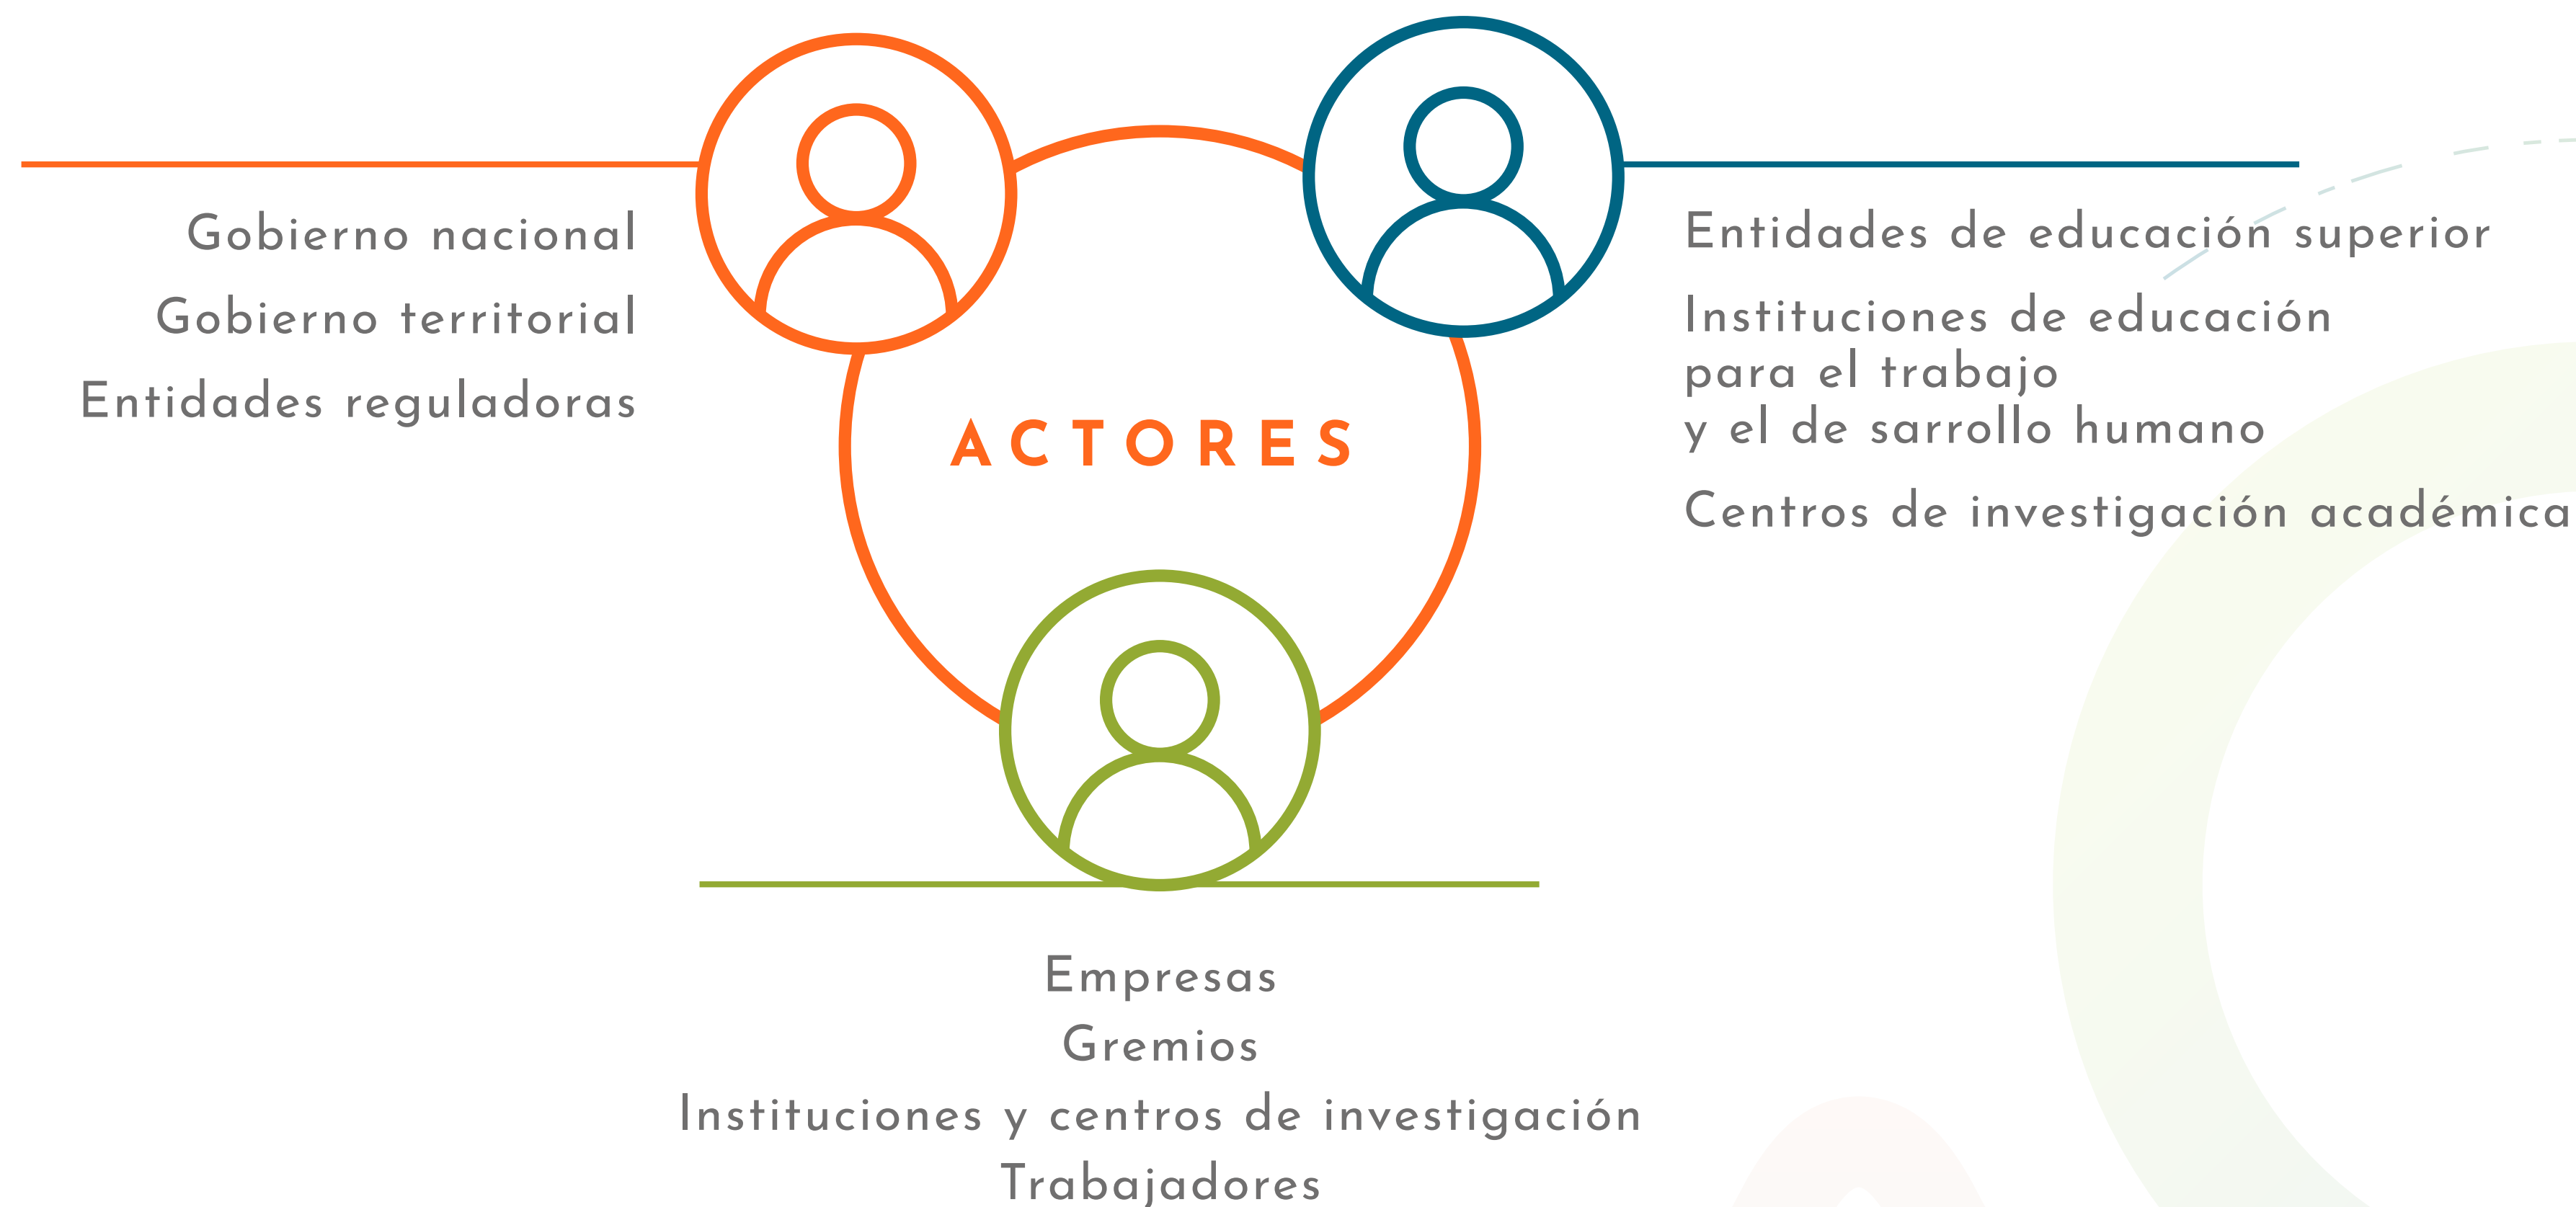 Gobierno nacional
Gobierno territorial
Entidades reguladoras
ACTORES
Entidades de educación superior
Instituciones de educación
para el trabajo
y el de sarrollo humano
Centros de investigación académica
Empresas
Gremios
Instituciones y centros de investigación
Trabajadores